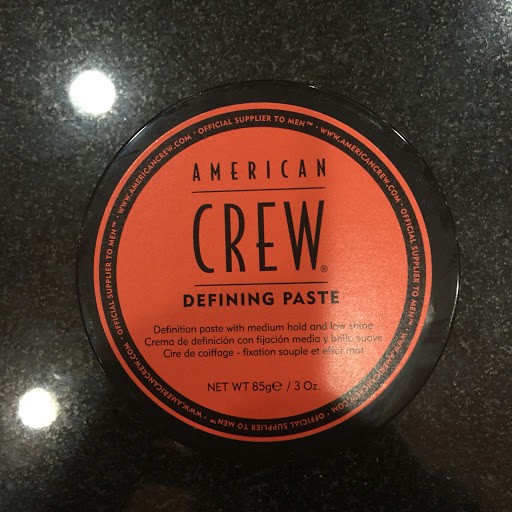 · WWW.AMERICANCREW.COM · OFFICIAL SUPPLIER TO MEN™ · WWW.AMERICANCREW.COM · OFFICIAL SUPPLIER TO MEN™ · WWW.AMERICANCREW.COM · OFFICIAL SUPPLIER TO MEN™
AMERICAN
CREW®
DEFINING PASTE
Definition paste with medium hold and low shine
Crema de definición con fijación media y brillo suave
Cire de coiffage - fixation souple et effet mat
NET WT 85g℮ / 3 Oz.